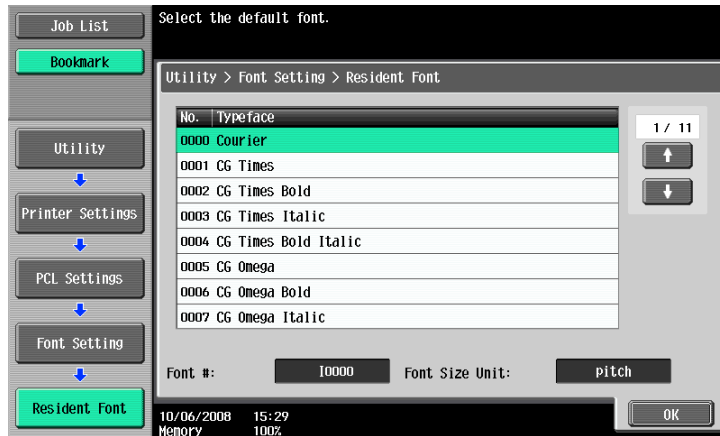 Job List
Bookmark
Utility
Printer Settings
PCL Settings
Font Setting
Resident Font
Select the default font.
Utility > Font Setting > Resident Font
No. Typeface
0000 Courier
0001 CG Times
0002 CG Times Bold
0003 CG Times Italic
0004 CG Times Bold Italic
0005 CG Omega
0006 CG Omega Bold
0007 CG Omega Italic
1/ 11
Font #: I0000 Font Size Unit: pitch
10/06/2008 15:29
Memory 100%
OK